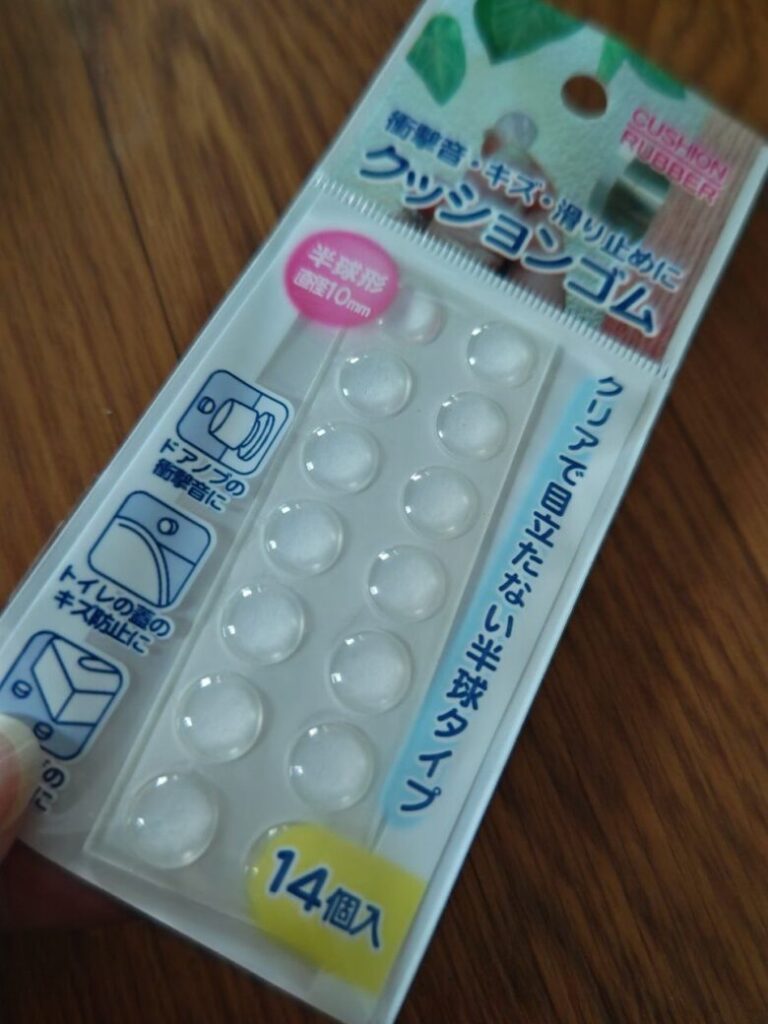 CUSHION
RUBBER
衝撃音・キズ・滑り止めに
クッションゴム
半球形
直径10mm
クリアで目立たない半球タイプ
ドアノブの
衝撃音に
トイレの蓋の
キズ防止に
の
に
14個入